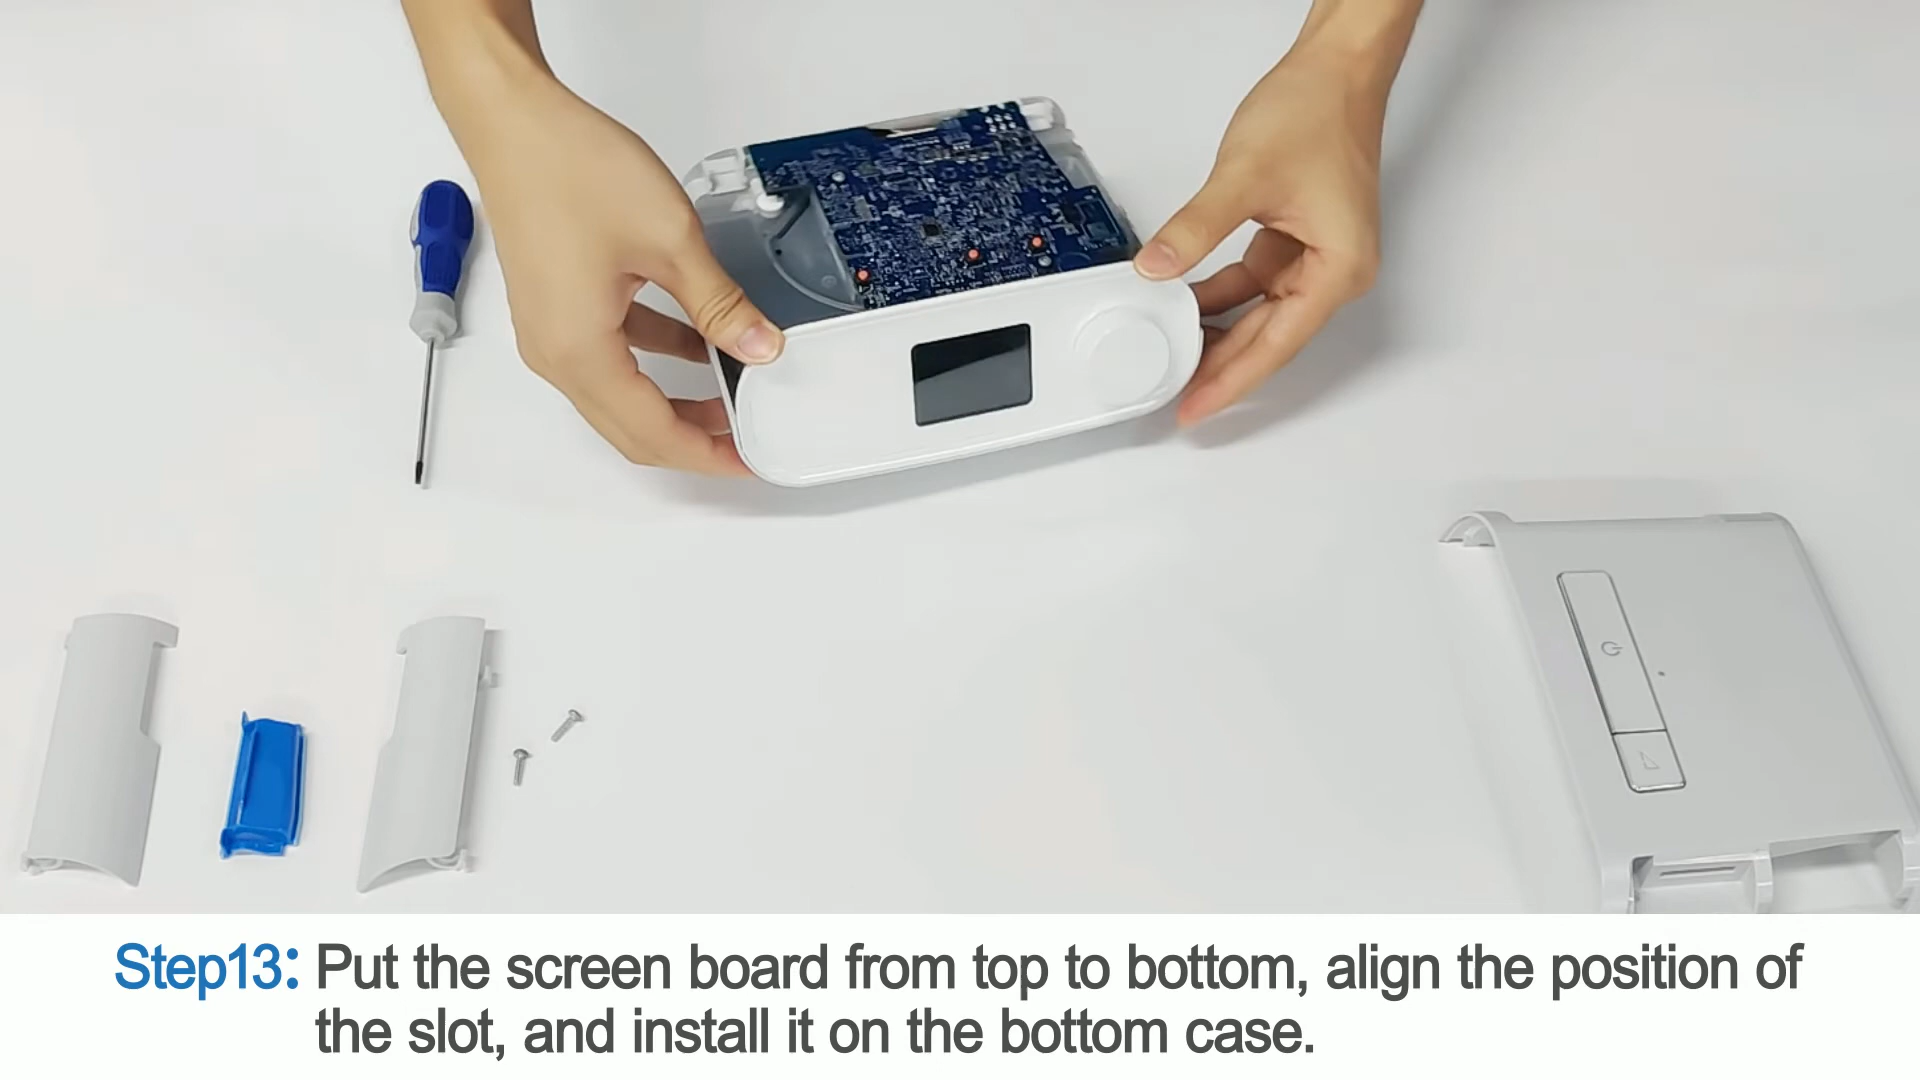 Step13: Put the screen board from top to bottom, align the position of
the slot, and install it on the bottom case.